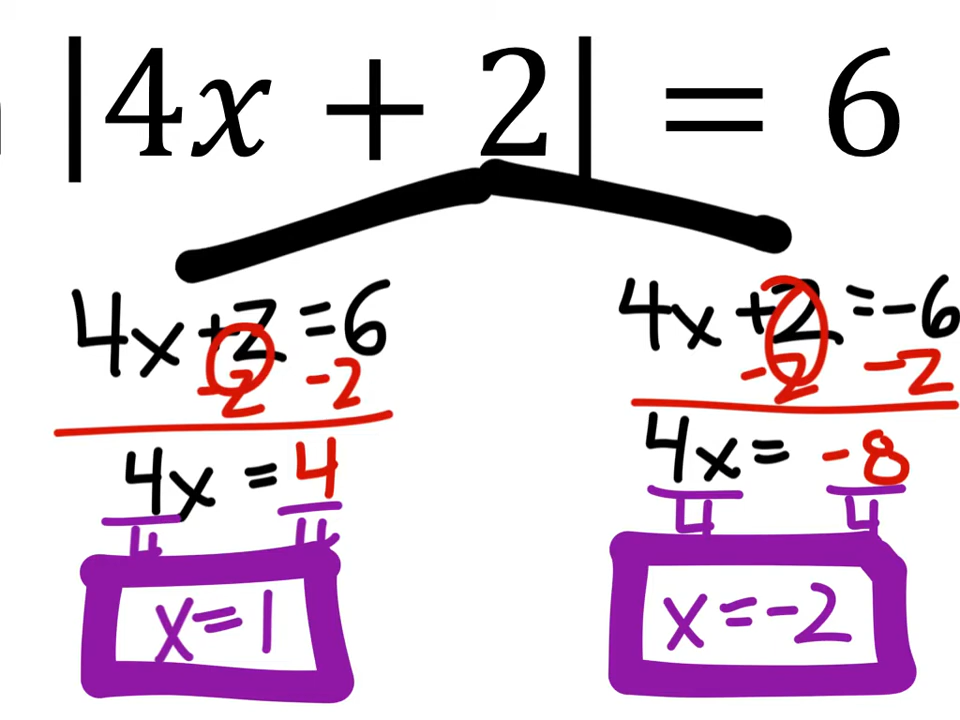 |4x + 2| = 6
4x +2 = 6
-2 -2
4x = 4
4 4
x = 1
4x +2 = -6
-2 -2
4x = -8
4 4
x = -2